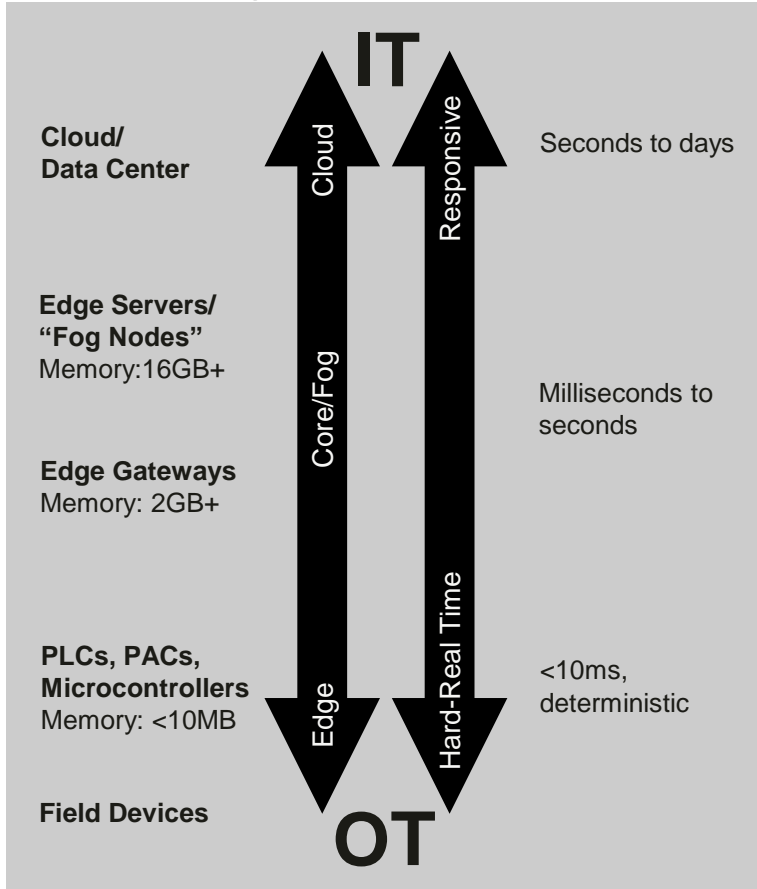 IT
Cloud/
Data Center
Cloud
Responsive
Seconds to days
Edge Servers/
“Fog Nodes”
Memory:16GB+
Core/Fog
Milliseconds to
seconds
Edge Gateways
Memory: 2GB+
PLCs, PACs,
Microcontrollers
Memory: <10MB
Edge
Hard-Real Time
<10ms,
deterministic
Field Devices
OT